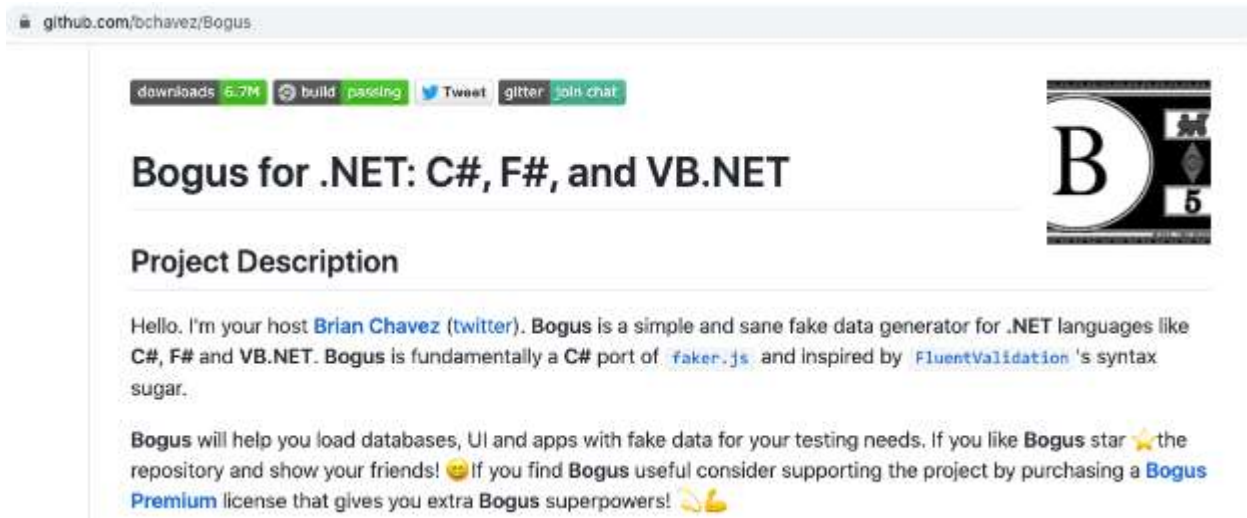 github.com/bchavez/Bogus
downloads 6.7M build passing Tweet gitter join chat
B
5
Bogus for .NET: C#, F#, and VB.NET
Project Description
Hello. I'm your host Brian Chavez (twitter). Bogus is a simple and sane fake data generator for .NET languages like
C#, F# and VB.NET. Bogus is fundamentally a C# port of faker.js and inspired by FluentValidation 's syntax
sugar.
Bogus will help you load databases, UI and apps with fake data for your testing needs. If you like Bogus star ⭐the
repository and show your friends! 😄If you find Bogus useful consider supporting the project by purchasing a Bogus
Premium license that gives you extra Bogus superpowers! 💫💪